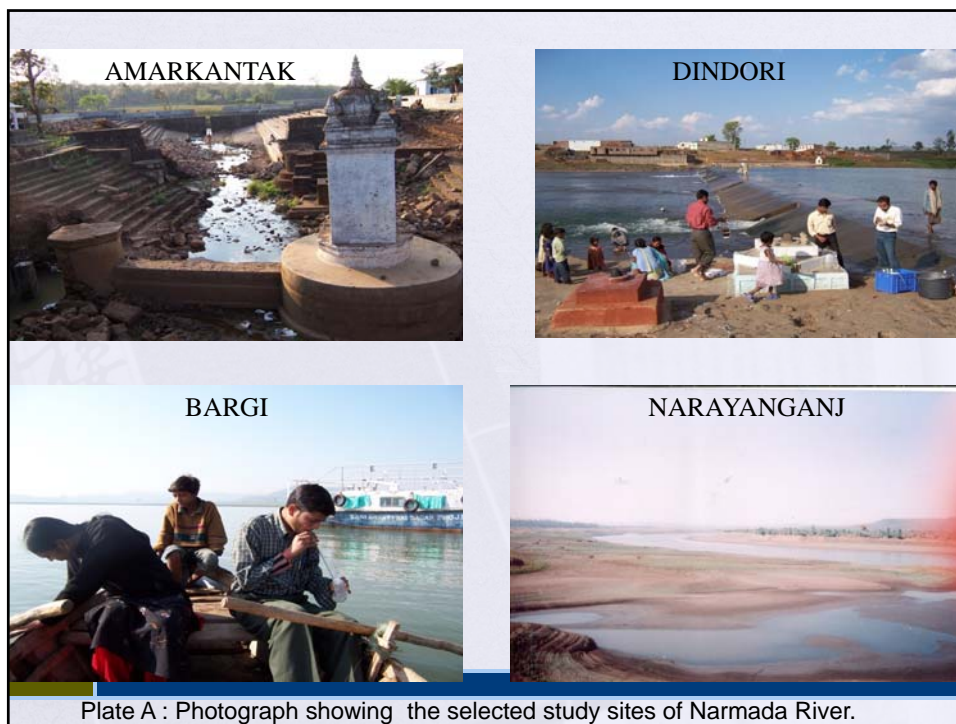 AMARKANTAK
DINDORI
BARGI
NARAYANGANJ
Plate A : Photograph showing  the selected study sites of Narmada River.